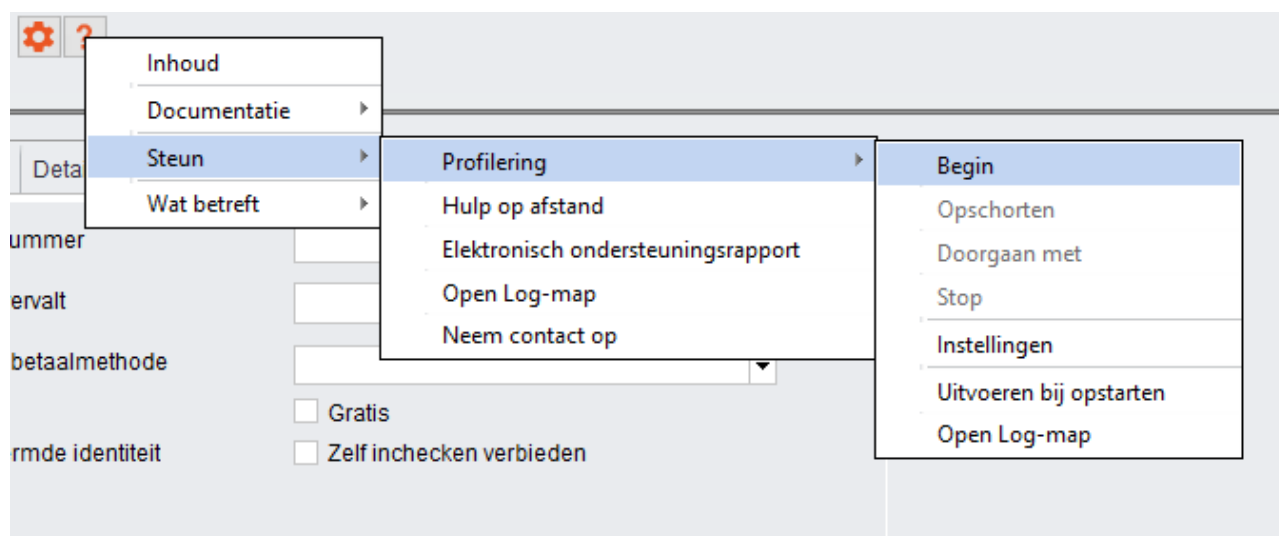 ?
Inhoud
Documentatie
Steun
Wat betreft
Profilering
Hulp op afstand
Elektronisch ondersteuningsrapport
Open Log-map
Neem contact op
Begin
Opschorten
Doorgaan met
Stop
Instellingen
Uitvoeren bij opstarten
Open Log-map
Deta
ummer
ervalt
betaalmethode
Gratis
rmde identiteit
Zelf inchecken verbieden